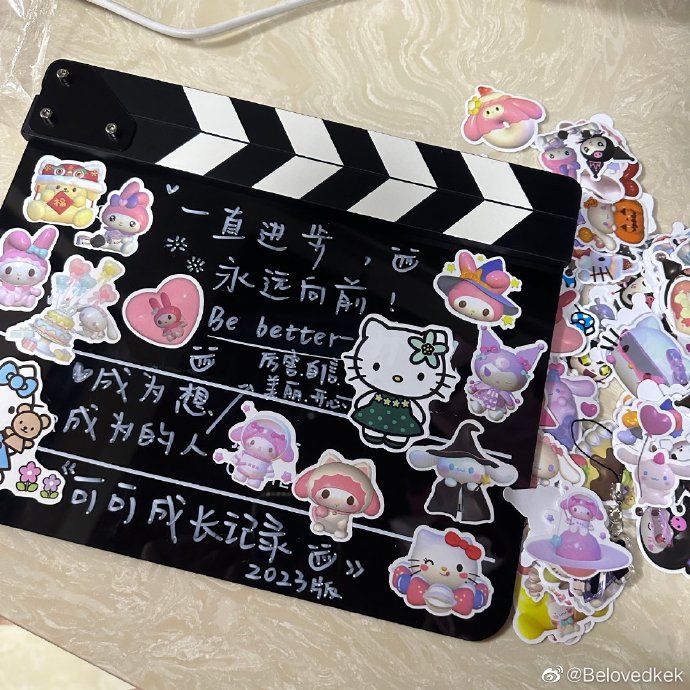 一直进步，
永远向前！
Be better
厉害自信
美丽.开心
成为想
成为的人
《可可成长记录》
2023版
福
@Belovedkek